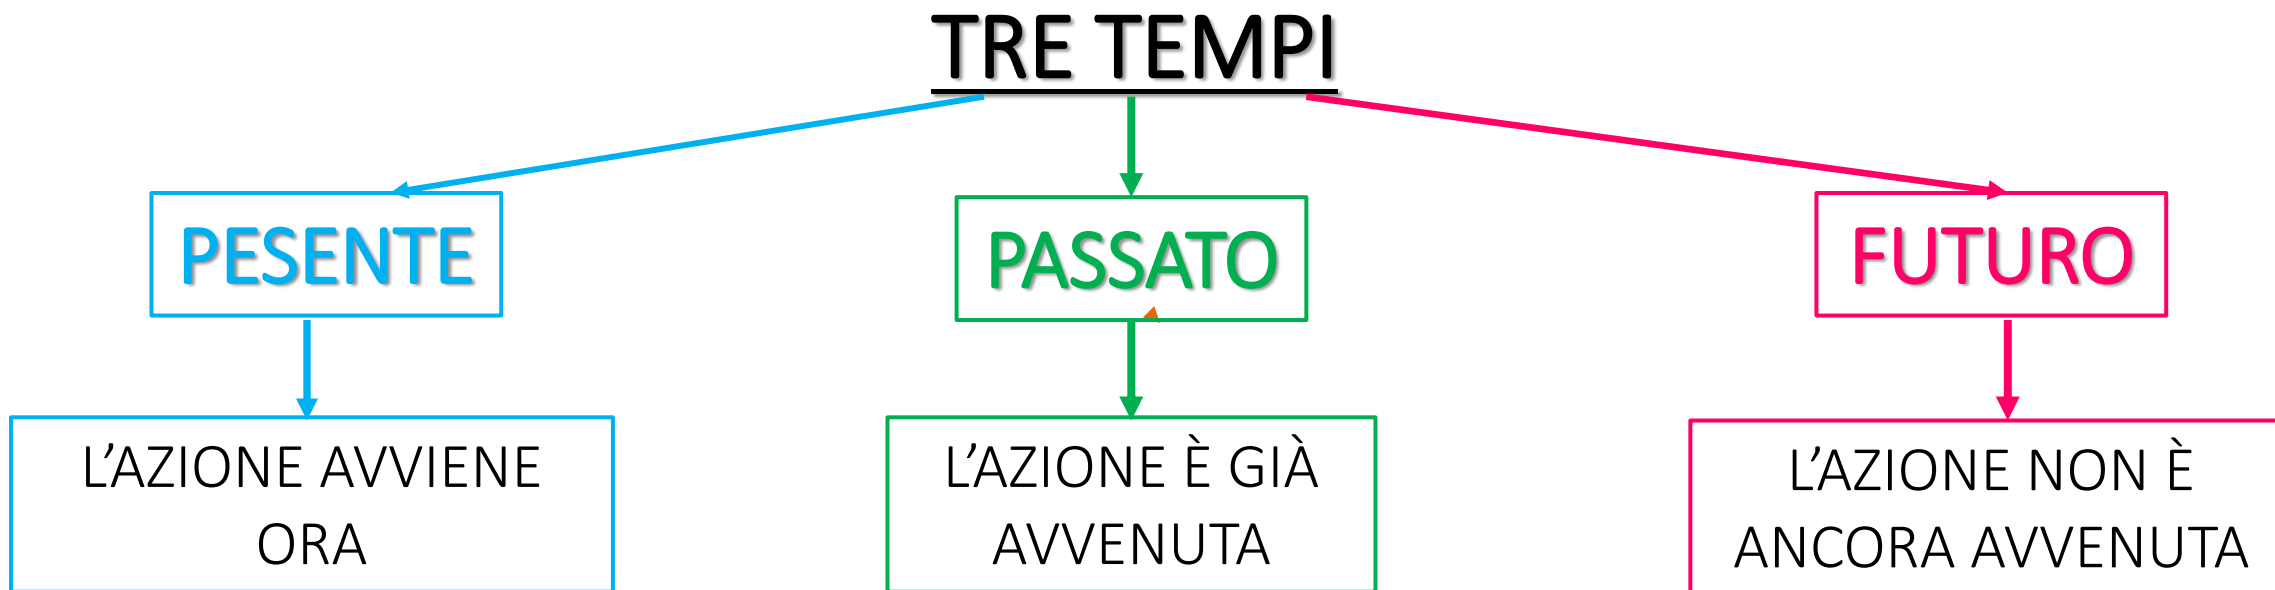 TRE TEMPI
PESENTE
PASSATO
FUTURO
L’AZIONE AVVIENE
ORA
L’AZIONE È GIÀ
AVVENUTA
L’AZIONE NON È
ANCORA AVVENUTA